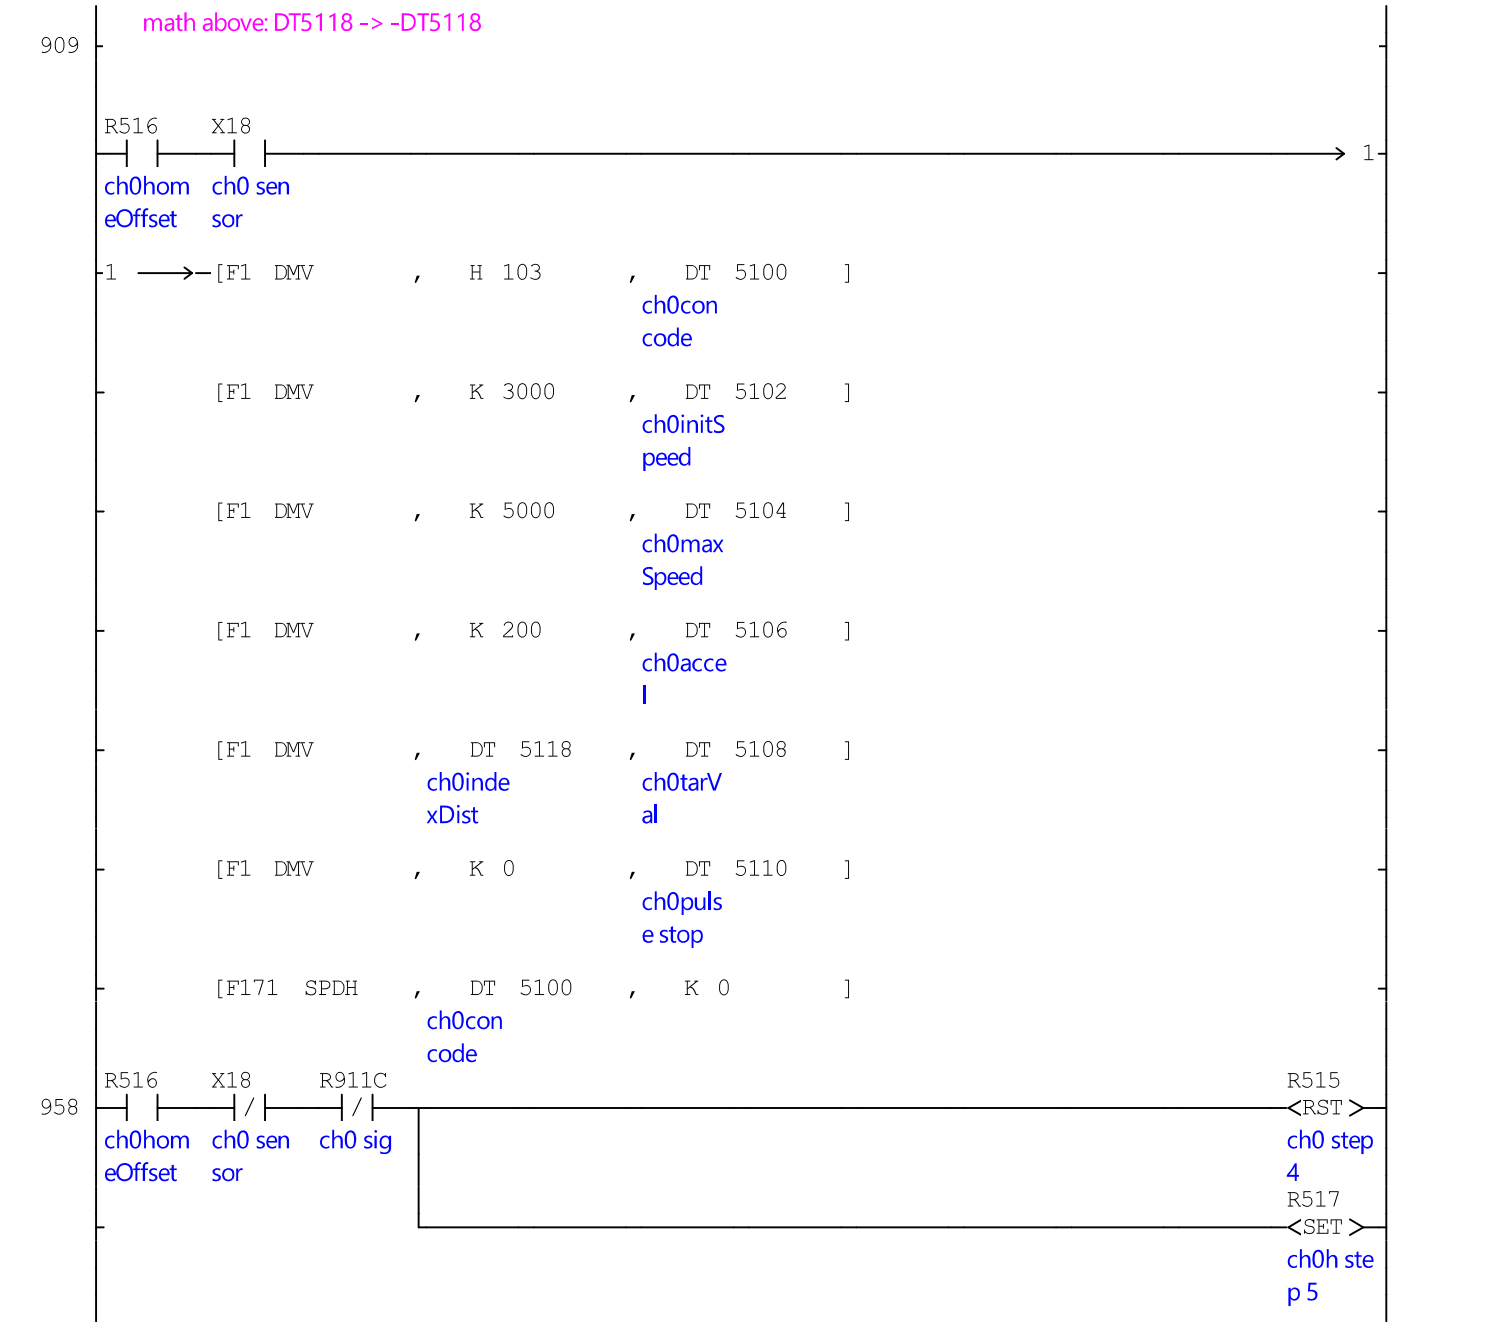 math above: DT5118 -> -DT5118
909
R516 X18
1
ch0hom ch0 sen
eOffset sor
1 [F1 DMV , H 103 , DT 5100 ]
ch0con
code
[F1 DMV , K 3000 , DT 5102 ]
ch0initS
peed
[F1 DMV , K 5000 , DT 5104 ]
ch0max
Speed
[F1 DMV , K 200 , DT 5106 ]
ch0acce
l
[F1 DMV , DT 5118 , DT 5108 ]
ch0inde ch0tarV
xDist al
[F1 DMV , K 0 , DT 5110 ]
ch0puls
e stop
[F171 SPDH , DT 5100 , K 0 ]
ch0con
code
R516 X18 R911C R515
958 <RST>
ch0hom ch0 sen ch0 sig ch0 step
eOffset sor 4
R517
<SET>
ch0h ste
p 5